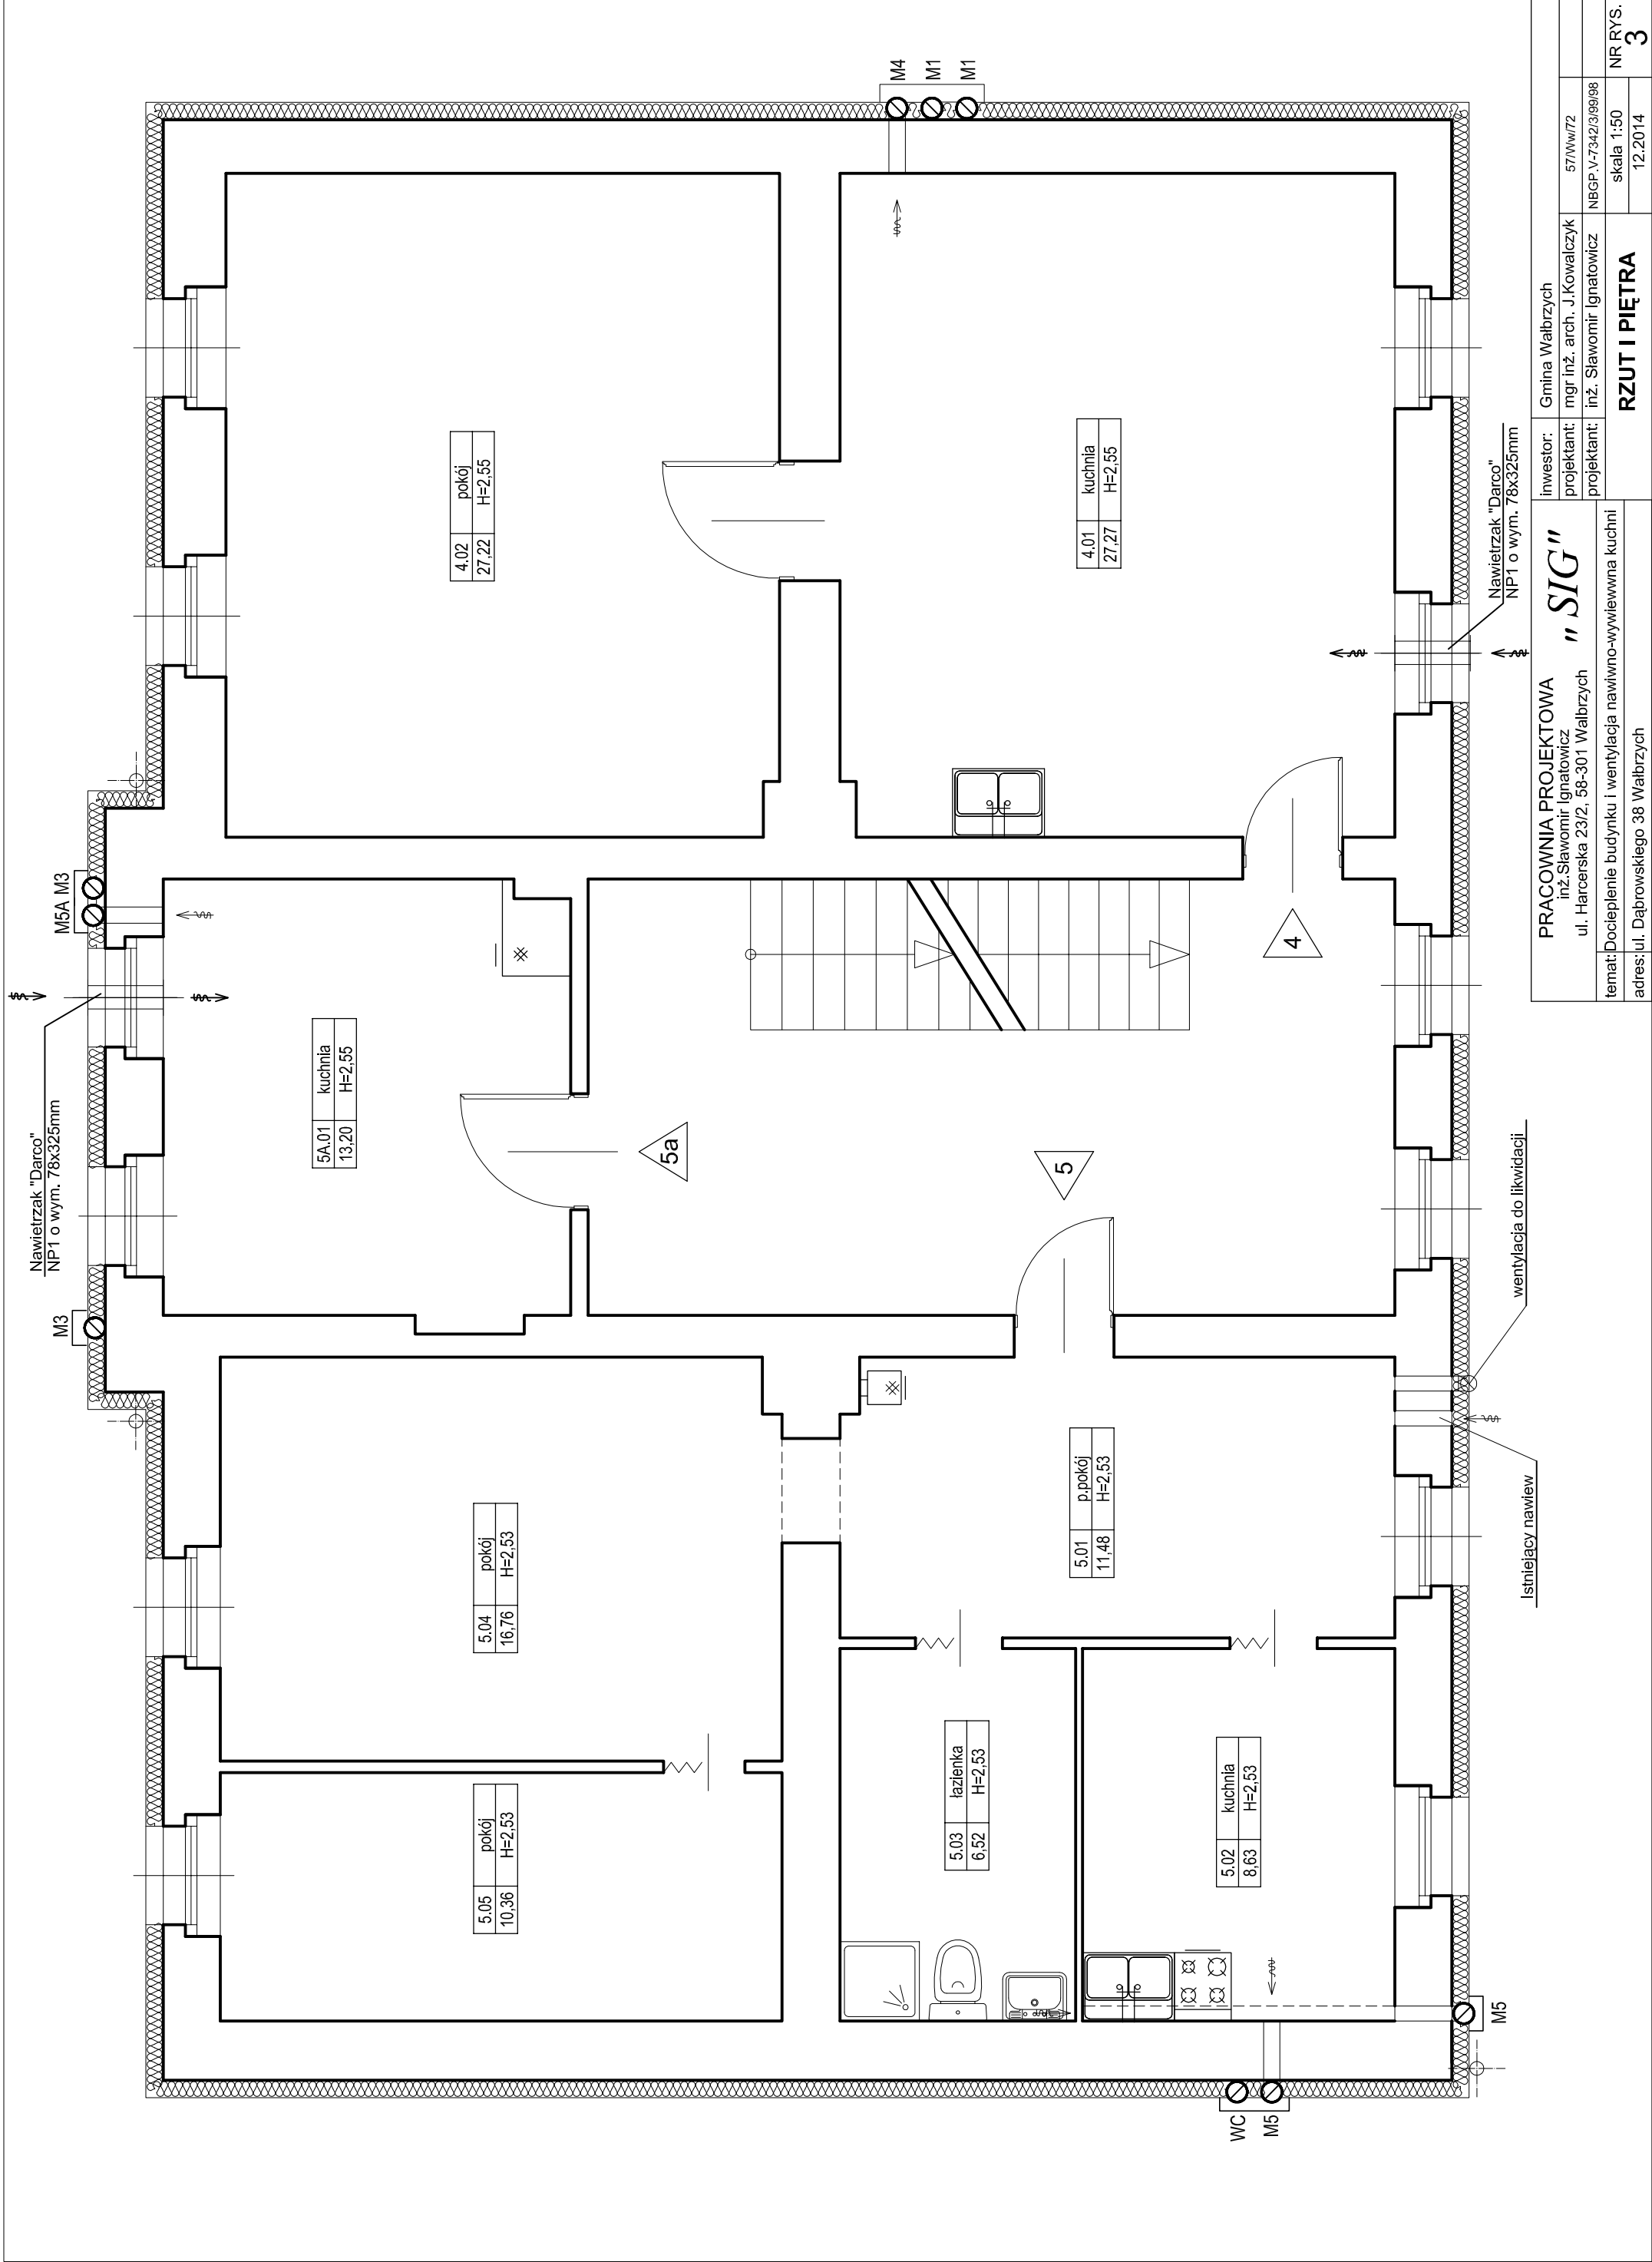 Nawietrzak "Darco"
NP1 o wym. 78x325mm
M3
M5A M3
5A.01 kuchnia
13,20 H=2,55
4.02 pokój
27,22 H=2,55
5.05 pokój
10,36 H=2,53
5.04 pokój
16,76 H=2,53
5a
5
4
M4
M1
M1
4.01 kuchnia
27,27 H=2,55
5.03 łazienka
6,52 H=2,53
5.01 p.pokój
11,48 H=2,53
5.02 kuchnia
8,63 H=2,53
WC
M5
M5
Istniejący nawiew
wentylacja do likwidacji
Nawietrzak "Darco"
NP1 o wym. 78x325mm
PRACOWNIA PROJEKTOWA
inż.Sławomir Ignatowicz
ul. Harcerska 23/2, 58-301 Walbrzych
" SIG"
temat: Docieplenie budynku i wentylacja nawiwno-wywiewna kuchni
adres: ul. Dąbrowskiego 38 Wałbrzych
inwestor: Gmina Wałbrzych
projektant: mgr inż. arch. J.Kowalczyk 57/Ww/72
projektant: inż. Sławomir Ignatowicz NBGP.V-7342/3/99/98
RZUT I PIĘTRA
skala 1:50
12.2014
NR RYS.
3